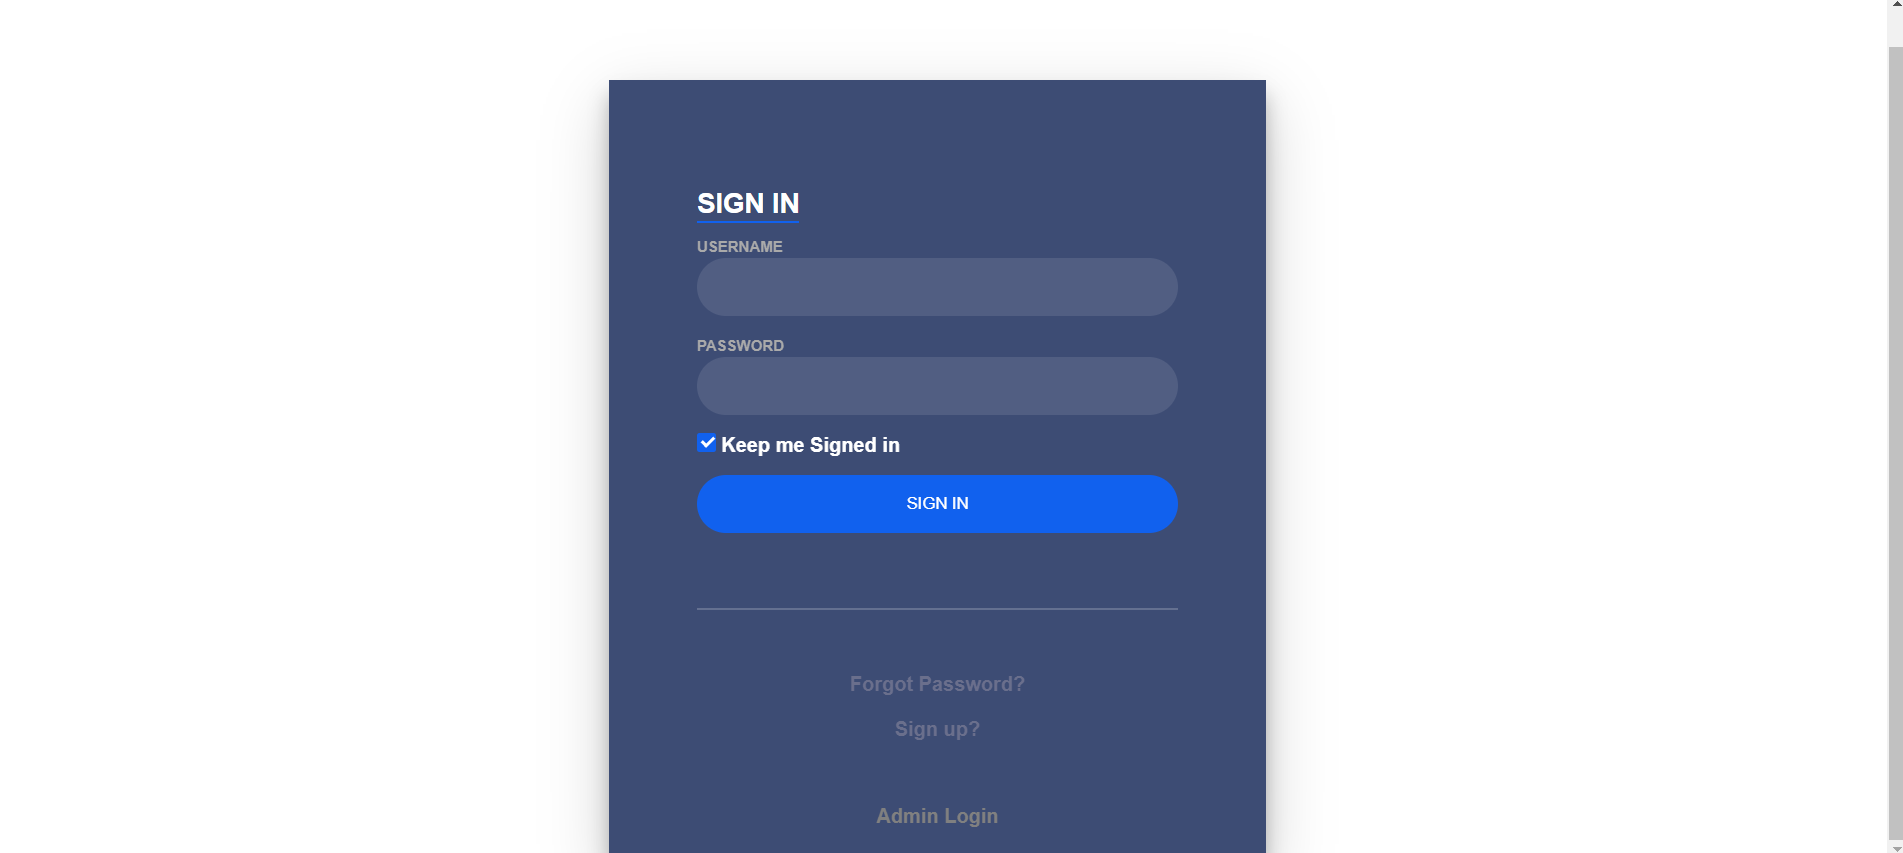 SIGN IN
USERNAME
PASSWORD
Keep me Signed in
SIGN IN
Forgot Password?
Sign up?
Admin Login